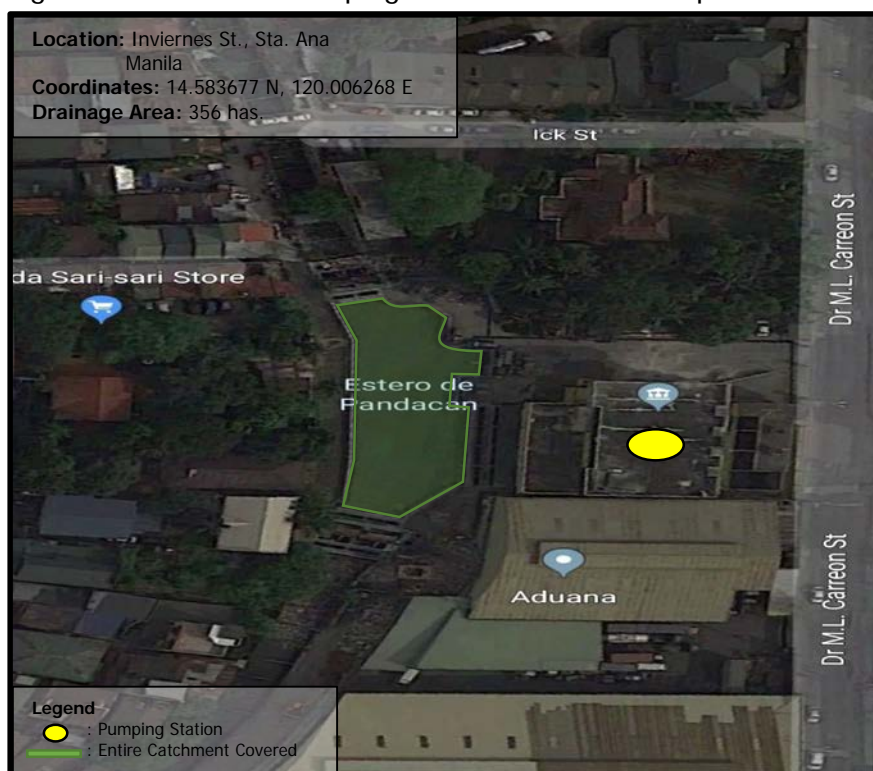 Location: Inviernes St., Sta. Ana
Manila
Coordinates: 14.583677 N, 120.006268 E
Drainage Area: 356 has.
Ick St
Dr M.L. Carreon St
da Sari-sari Store
Estero de
Pandacan
Aduana
Dr M.L. Carreon St
Legend
: Pumping Station
: Entire Catchment Covered